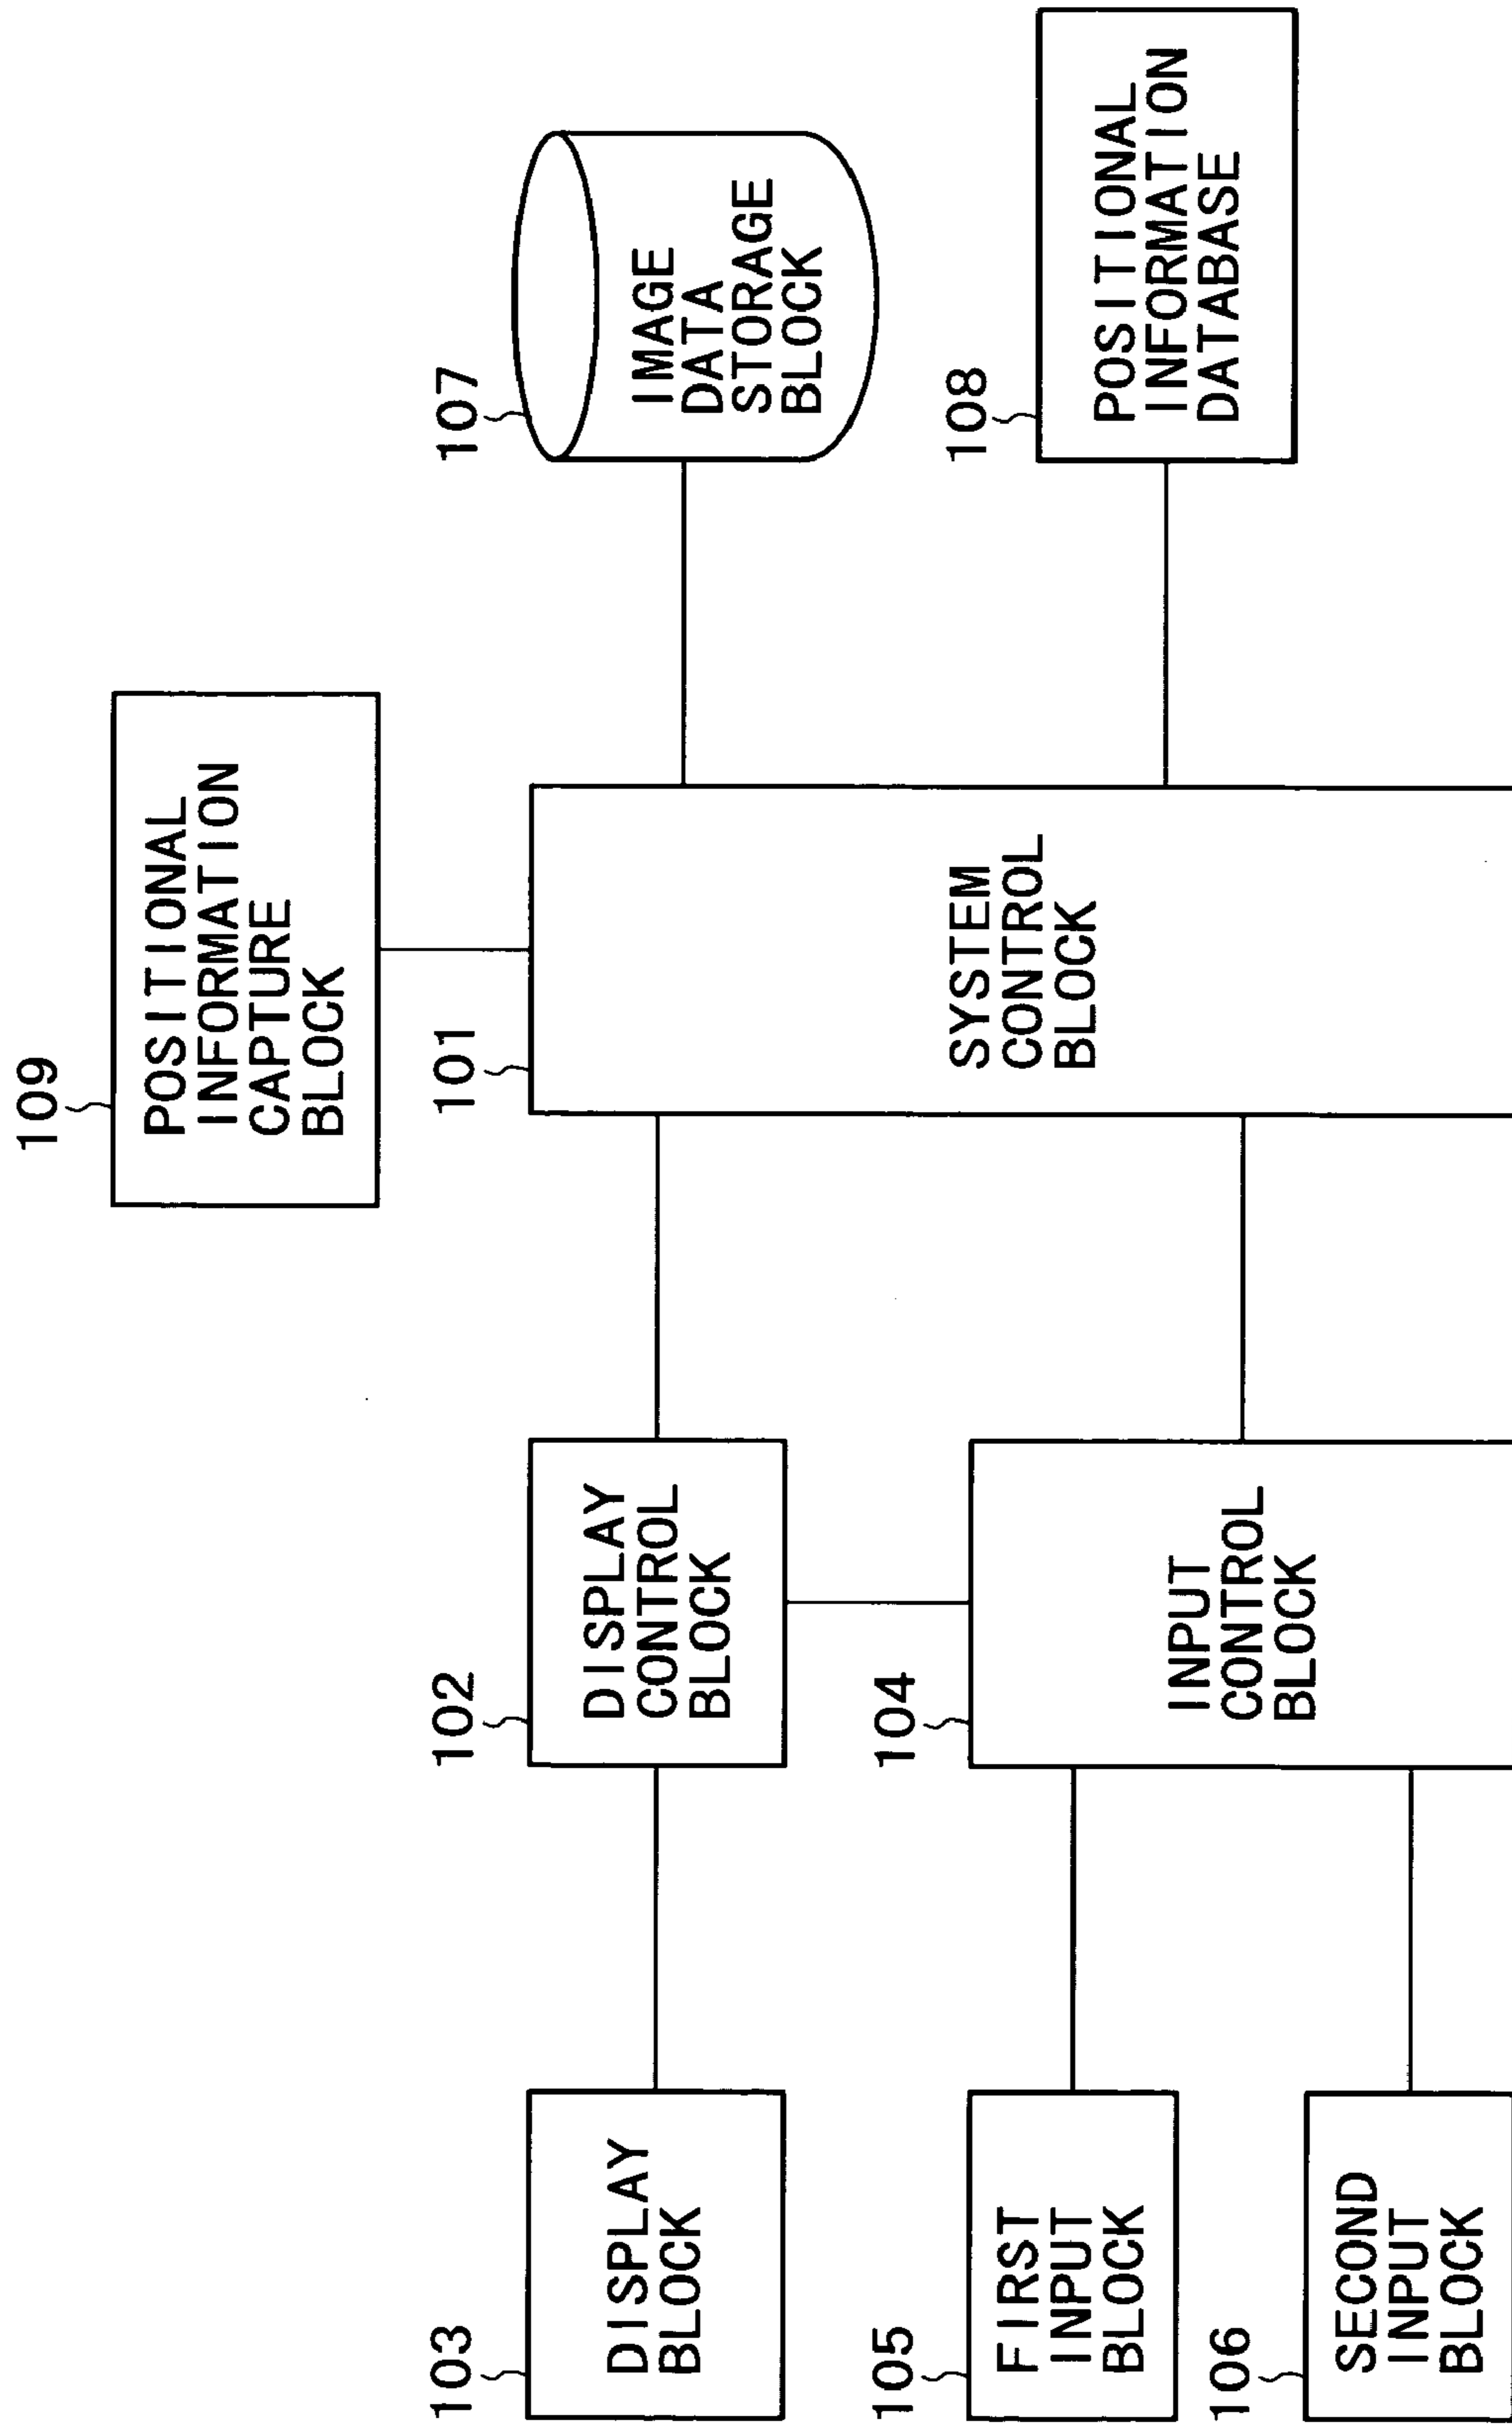 109
POSITIONAL
INFORMATION
CAPTURE
BLOCK
103
DISPLAY
BLOCK
102
DISPLAY
CONTROL
BLOCK
101
SYSTEM
CONTROL
BLOCK
107
IMAGE
DATA
STORAGE
BLOCK
105
FIRST
INPUT
BLOCK
104
INPUT
CONTROL
BLOCK
108
POSITIONAL
INFORMATION
DATABASE
106
SECOND
INPUT
BLOCK